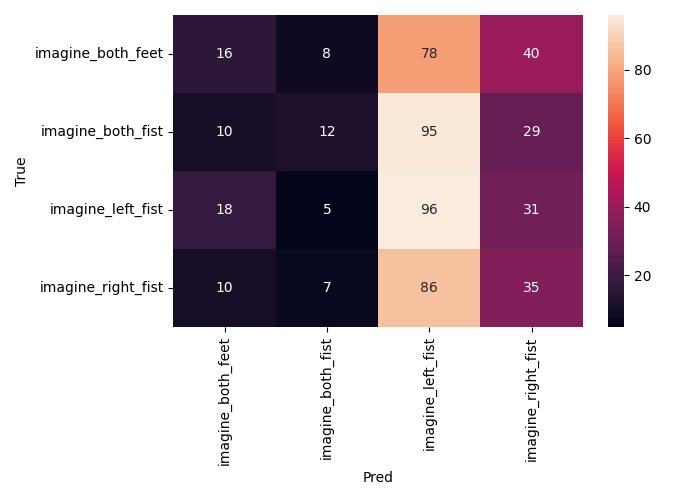 imagine_both_feet 16 8 78 40
imagine_both_fist 10 12 95 29
imagine_left_fist 18 5 96 31
imagine_right_fist 10 7 86 35
True
imagine_both_feet
imagine_both_fist
imagine_left_fist
imagine_right_fist
Pred
80
60
40
20